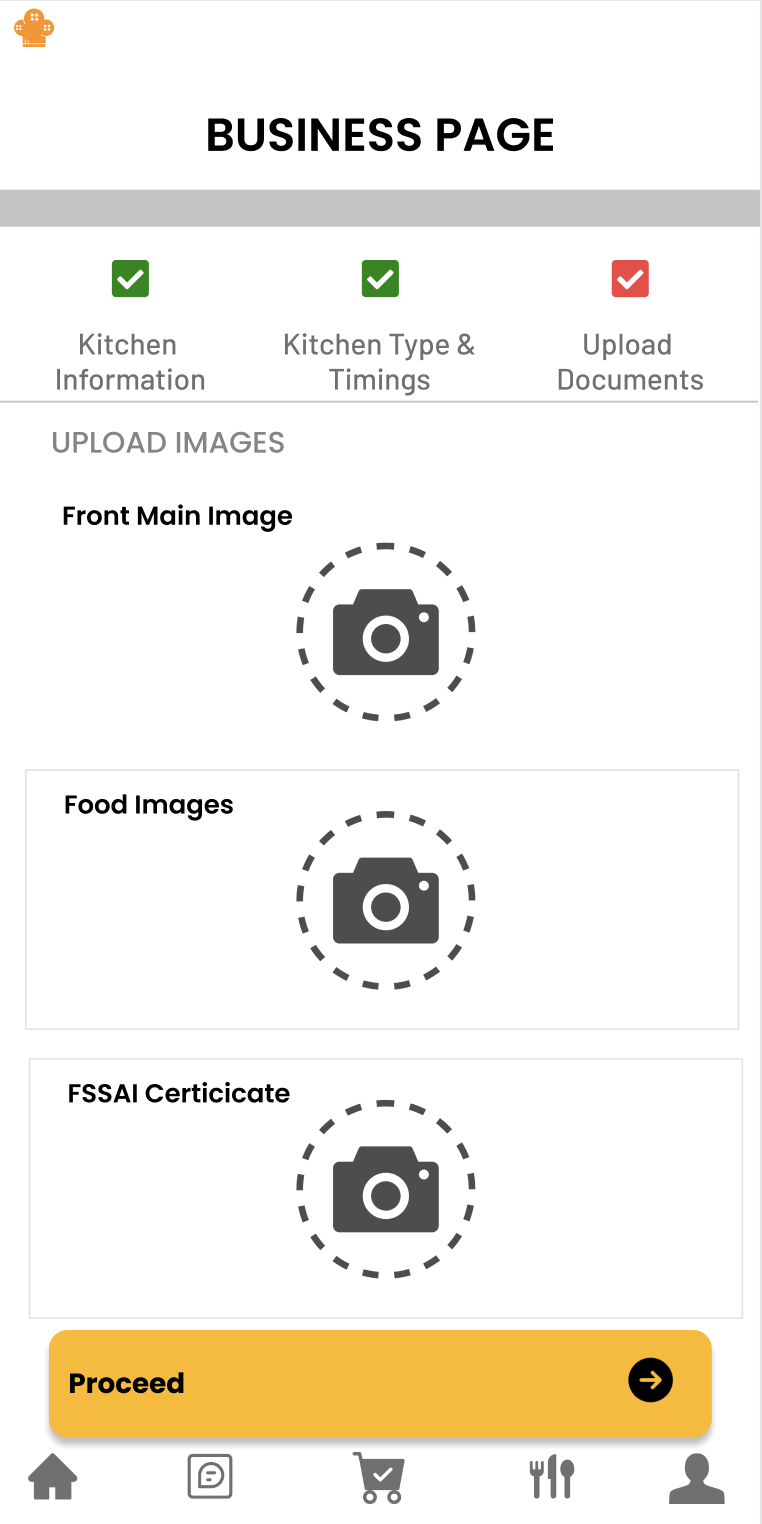 BUSINESS PAGE
Kitchen
Information
Kitchen Type &
Timings
Upload
Documents
UPLOAD IMAGES
Front Main Image
Food Images
FSSAI Certicicate
Proceed